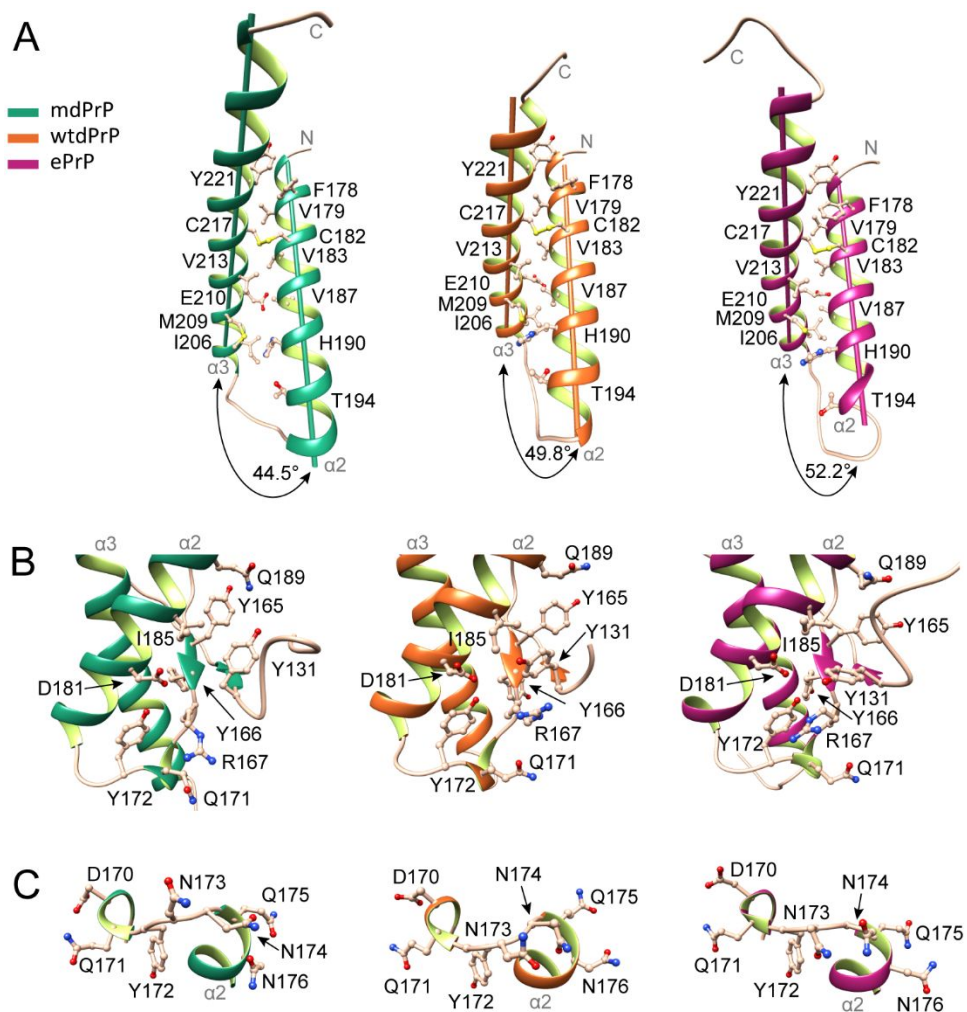 A
mdPrP
wtdPrP
ePrP
C
N
Y221
F178
V179
C217
C182
V213
V183
E210
V187
M209
I206
H190
α3
T194
44.5°
α2
C
N
Y221
F178
V179
C217
C182
V213
V183
E210
V187
M209
I206
H190
α3
T194
49.8°
α2
C
N
Y221
F178
V179
C217
C182
V213
V183
E210
V187
M209
I206
H190
α3
T194
α2
52.2°
B
α3
α2
Q189
Y165
I185
Y131
D181
Y166
R167
Y172
Q171
α2
Q189
Y165
I185
Y131
D181
Y166
R167
Q171
Y172
α3
α2
Q189
Y165
I185
D181
Y131
Y166
Y172
R167
Q171
C
D170
N173
Q175
Q171
N174
Y172
N176
α2
D170
N174
Q175
N173
Q171
Y172
α2
N176
D170
N174
N173
Q175
Q171
Y172
α2
N176